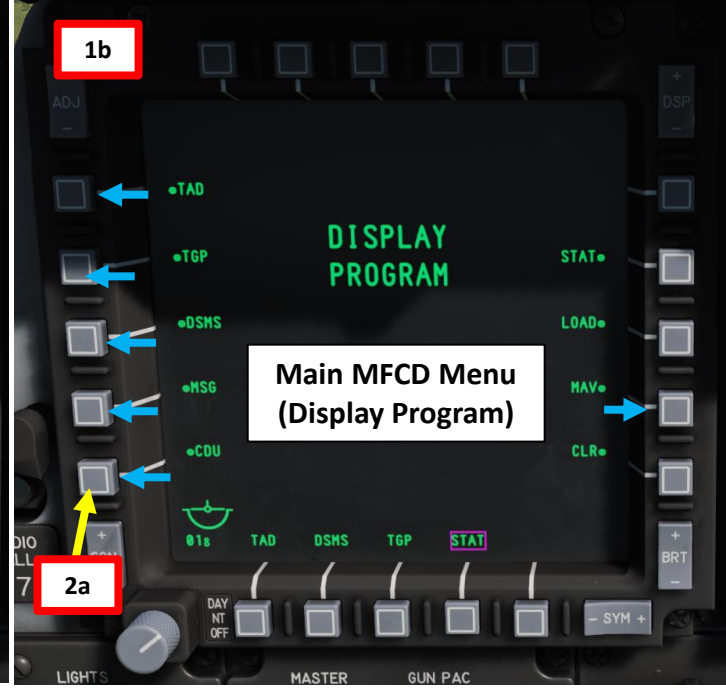 1b
ADJ
-
+
DSP
-
TAD
DISPLAY
PROGRAM
TGP
STAT
DSMS
LOAD
Main MFCD Menu
(Display Program)
MSG
MAV
CDU
CLR
01s
TAD
DSMS
TGP
STAT
+
+
BRT
-
2a
7
DAY
NT
OFF
- SYM +
LIGHTS
MASTER
GUN PAC